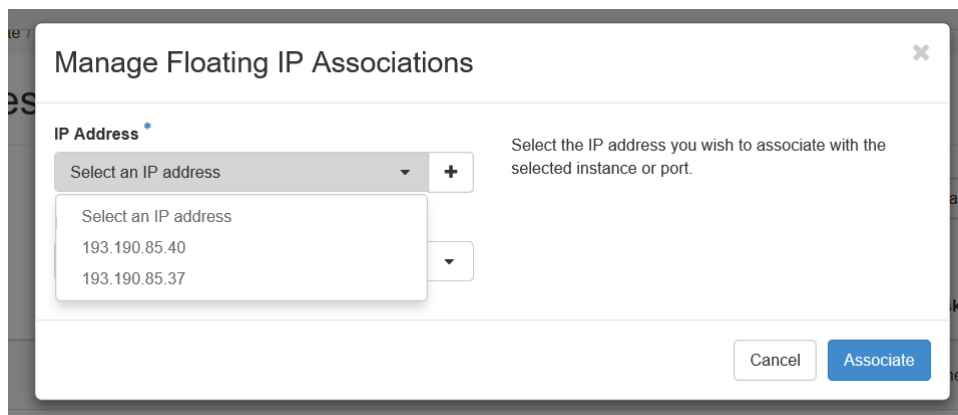 Manage Floating IP Associations
×
IP Address *
Select an IP address
+
Select the IP address you wish to associate with the
selected instance or port.
Select an IP address
193.190.85.40
193.190.85.37
Cancel
Associate